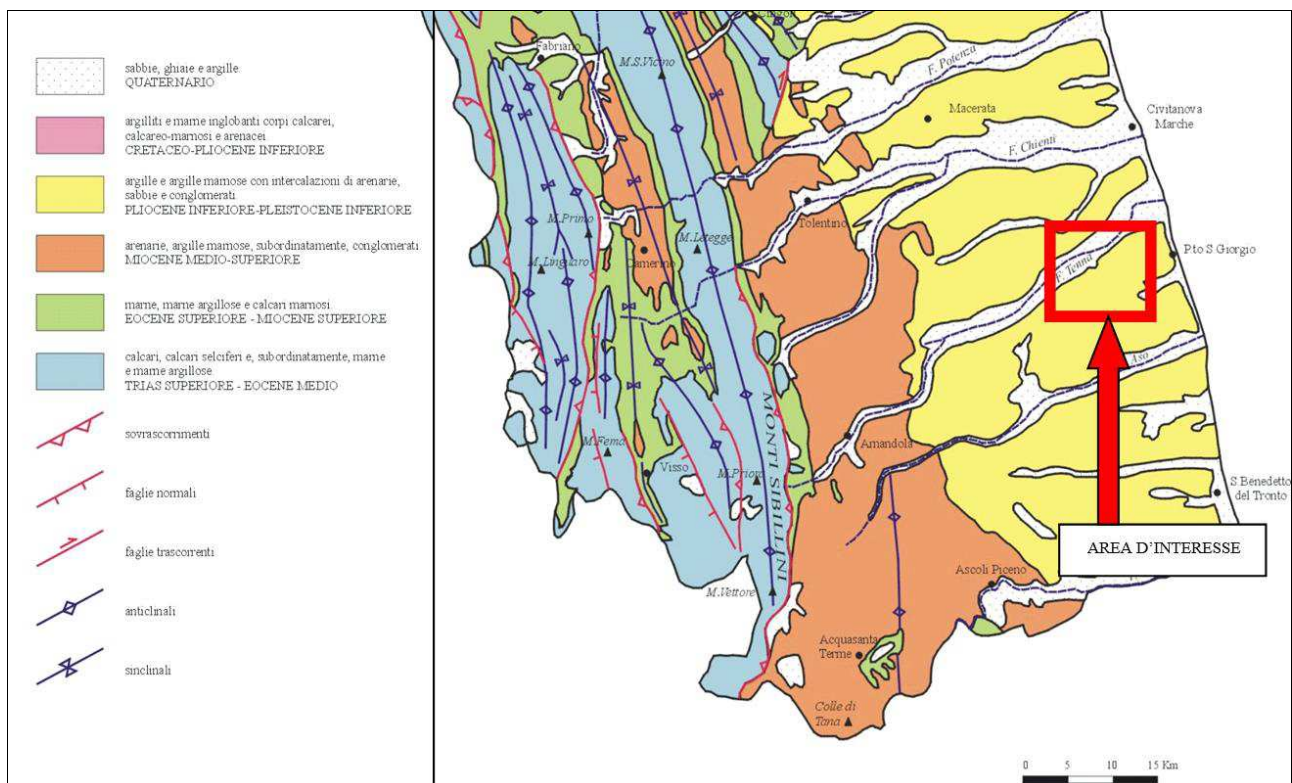 sabbie, ghiaie e argille
QUATERNARIO
argilliti e marne inglobanti corpi calcarei,
calcareo-marnosi e arenacei
CRETACEO-PLIOCENE INFERIORE
argille e argille marnose con intercalazioni di arenarie,
sabbie e conglomerati
PLIOCENE INFERIORE-PLEISTOCENE INFERIORE
arenarie, argille marnose, subordinatamente, conglomerati
MIOCENE MEDIO-SUPERIORE
marne, marne argillose e calcari marnosi
EOCENE SUPERIORE - MIOCENE SUPERIORE
calcari, calcari selciferi e, subordinatamente, marne
e marne argillose
TRIAS SUPERIORE - EOCENE MEDIO
sovrascorrimenti
faglie normali
faglie trascorrenti
anticlinali
sinclinali
Fabriano
M.S.Vicino
F. Potenza
Macerata
Civitanova
Marche
F. Chienti
M.Primo
M.Letegge
Tolentino
M.Lingiaro
Camerino
F. Tenna
P.to S Giorgio
Aso
MONTI SIBILLINI
Amandola
M.Fema
Visso
M.Priora
S. Benedetto
del Tronto
AREA D'INTERESSE
Ascoli Piceno
M.Vettore
Acquasanta
Terme
Colle di
Tana
0 5 10 15 Km